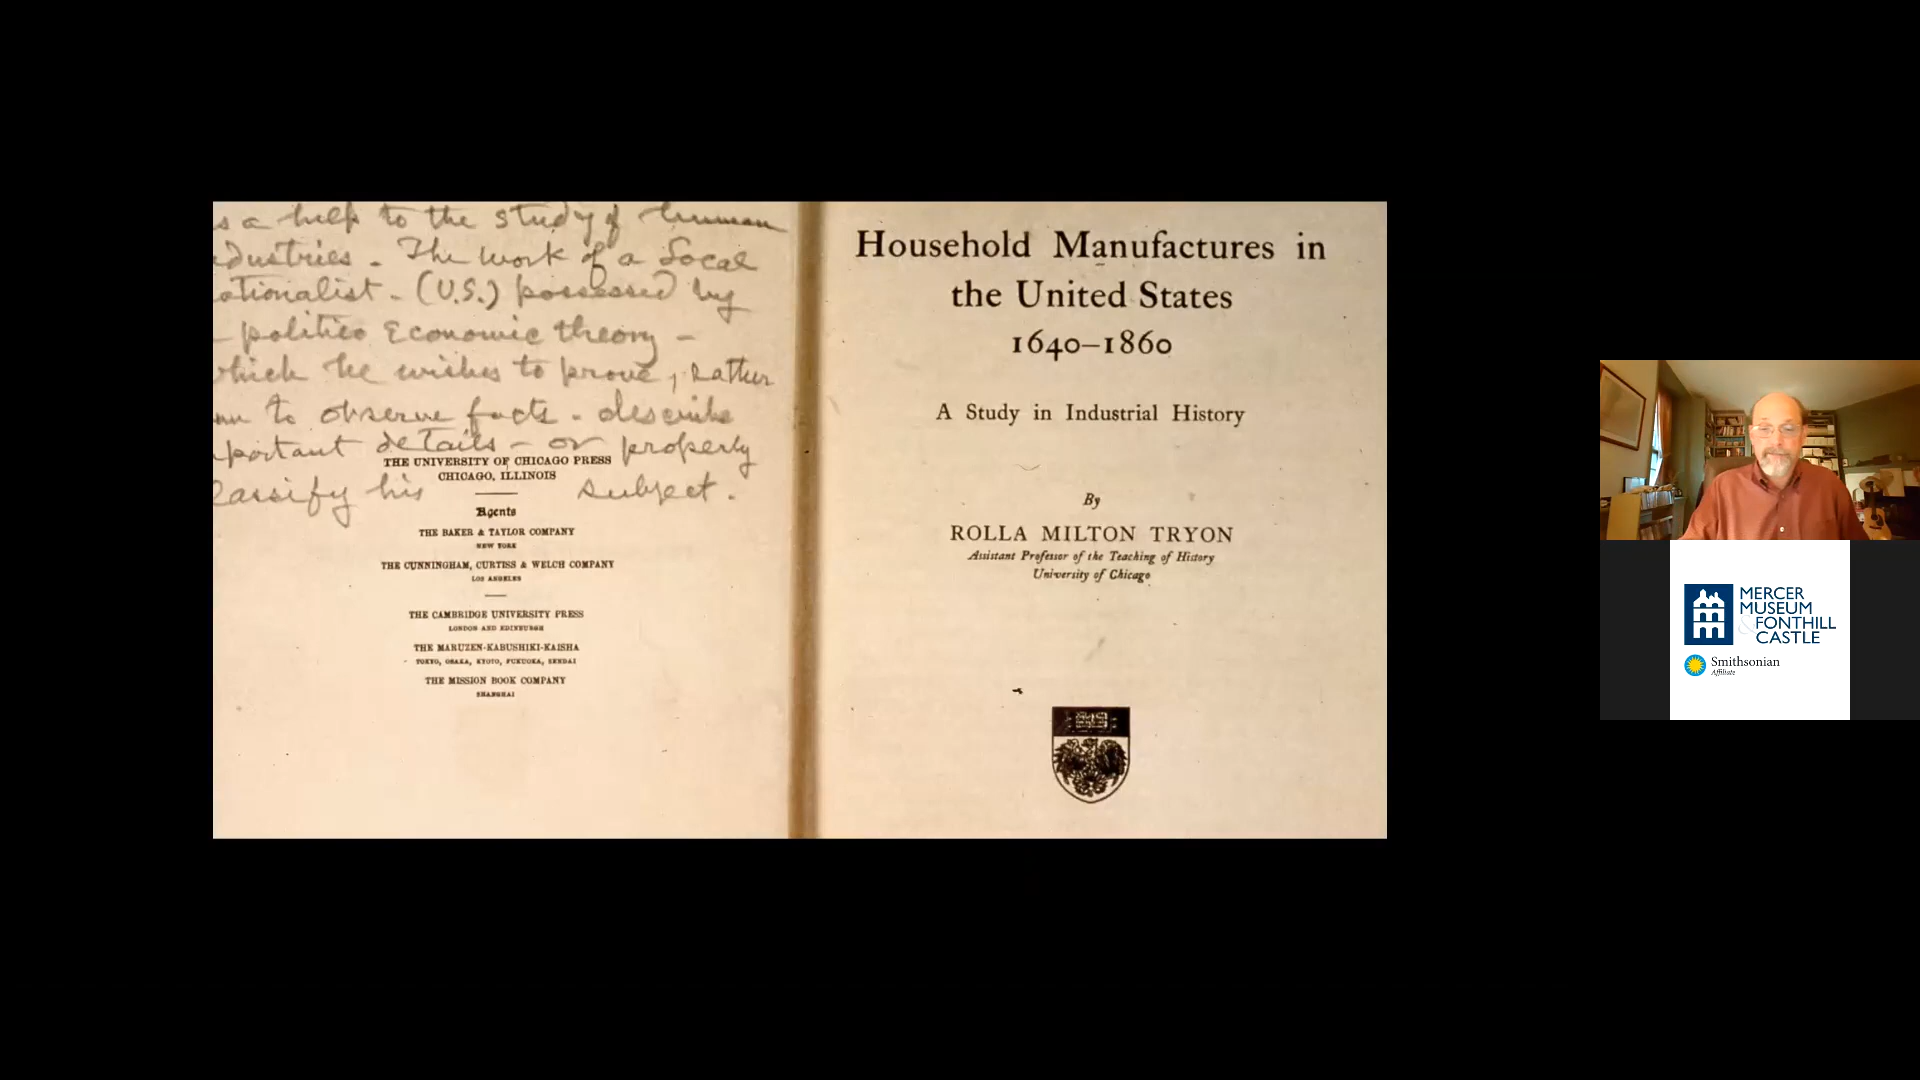 s a help to the study of human
dustries - The work of a Local
ationalist - (U.S.) possessed by
- politico Economic theory -
which he wishes to prove, rather
an to observe facts - describe
portant details - or properly
lassify his subject.
THE UNIVERSITY OF CHICAGO PRESS
CHICAGO, ILLINOIS
Agents
THE BAKER & TAYLOR COMPANY
NEW YORK
THE CUNNINGHAM, CURTISS & WELCH COMPANY
LOS ANGELES
THE CAMBRIDGE UNIVERSITY PRESS
LONDON AND EDINBURGH
THE MARUZEN-KABUSHIKI-KAISHA
TOKYO, OSAKA, KYOTO, FUKUOKA, SENDAI
THE MISSION BOOK COMPANY
SHANGHAI
Household Manufactures in
the United States
1640–1860
A Study in Industrial History
By
ROLLA MILTON TRYON
Assistant Professor of the Teaching of History
University of Chicago
MERCER
MUSEUM
&FONTHILL
CASTLE
Smithsonian
Affiliate